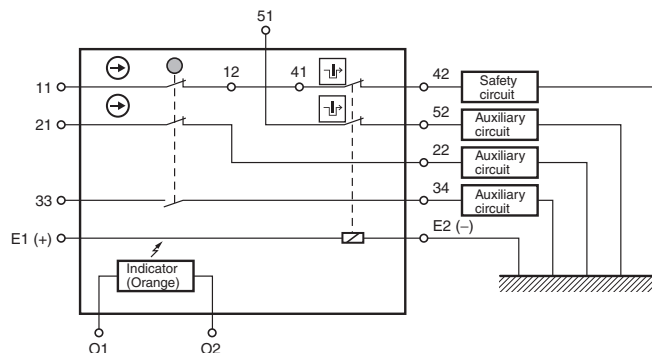 51
11
12
41
42
Safety
circuit
21
52
Auxiliary
circuit
22
Auxiliary
circuit
33
34
Auxiliary
circuit
E1 (+)
E2 (−)
Indicator
(Orange)
O1
O2